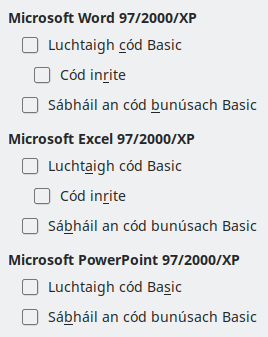 Microsoft Word 97/2000/XP
Luchtaigh cód Basic
Cód inrite
Sábháil an cód bunúsach Basic
Microsoft Excel 97/2000/XP
Luchtaigh cód Basic
Cód inrite
Sábháil an cód bunúsach Basic
Microsoft PowerPoint 97/2000/XP
Luchtaigh cód Basic
Sábháil an cód bunúsach Basic